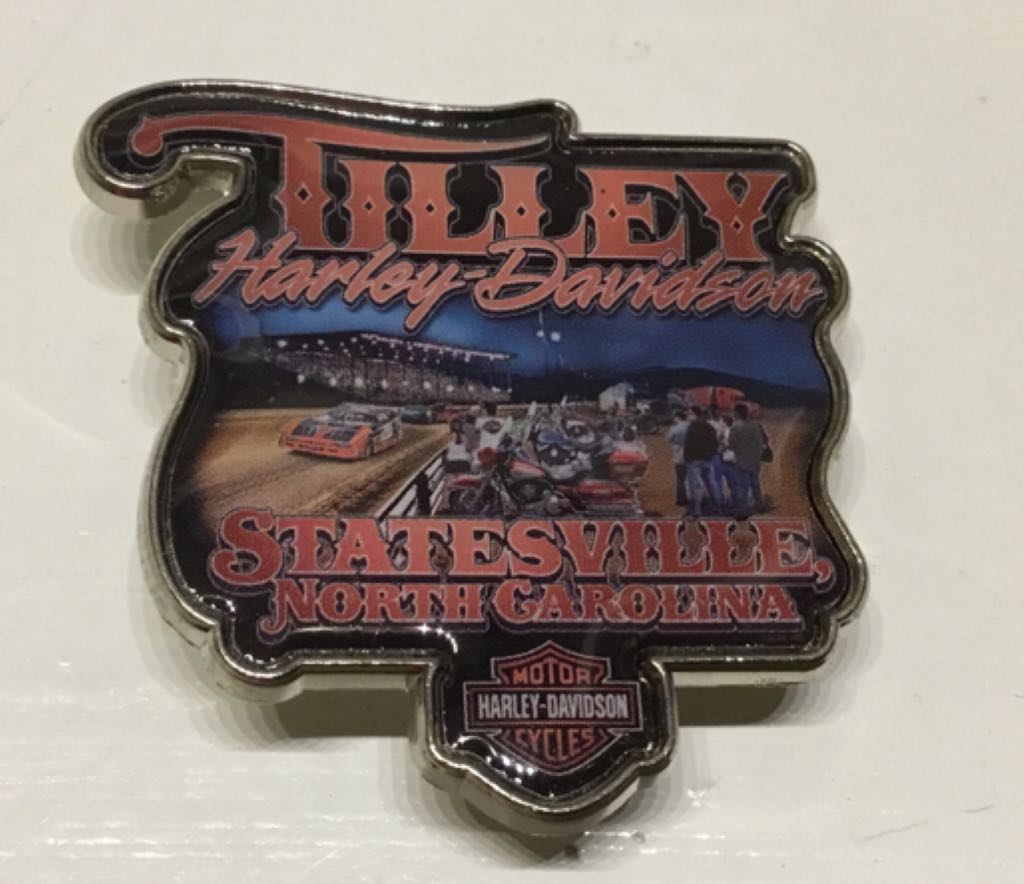 TILLEY
Harley-Davidson
STATESVILLE,
NORTH CAROLINA
MOTOR
HARLEY-DAVIDSON
CYCLES